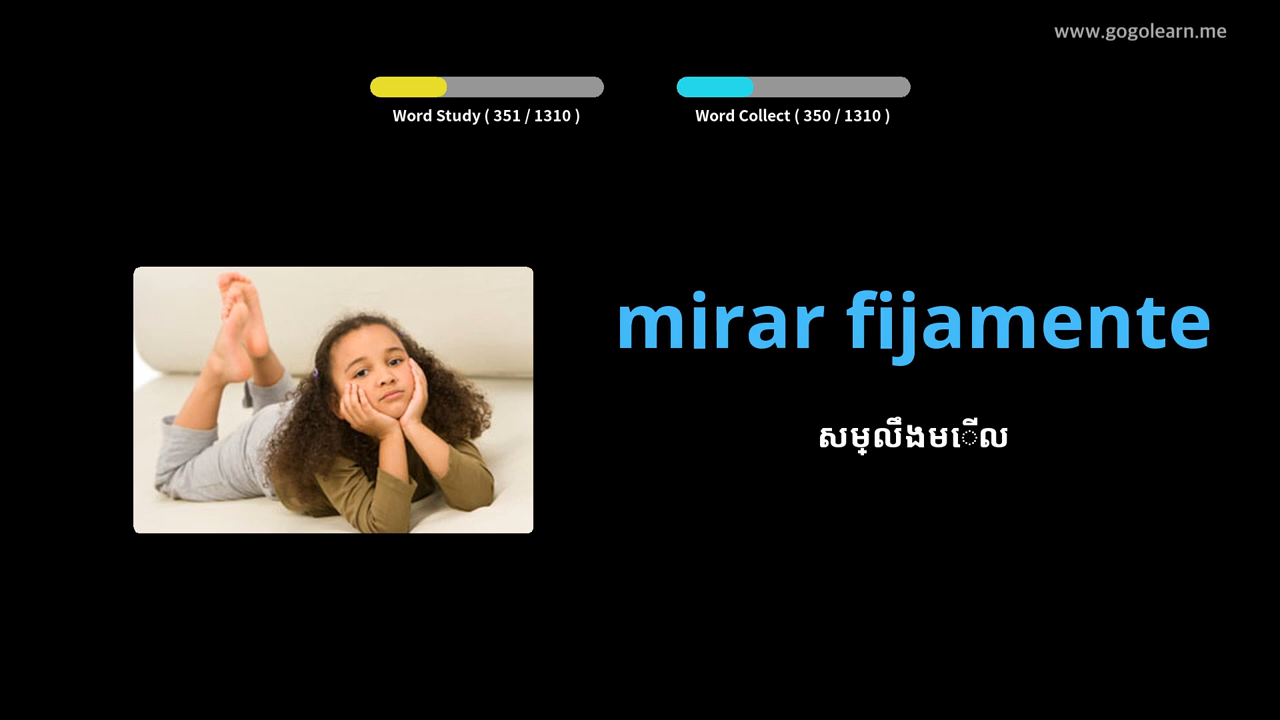 www.gogolearn.me
Word Study ( 351 / 1310 )
Word Collect ( 350 / 1310 )
mirar fijamente
សម្លឹងមើល